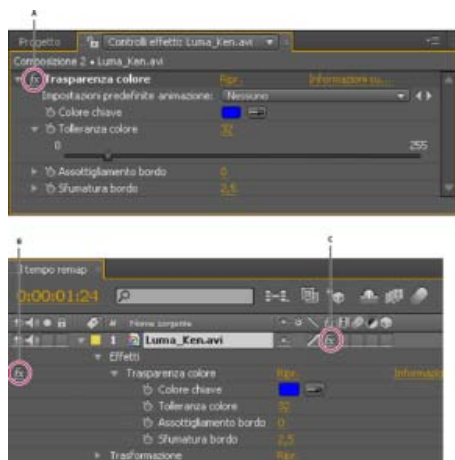 A
Progetto Controlli effetti: Luma_Ken.avi
Composizione 2 • Luma_Ken.avi
fx Trasparenza colore Ripr. Informazioni su...
Impostazioni predefinite animazione: Nessuno
Colore chiave
Tolleranza colore 32
0 255
Assottigliamento bordo 0
Sfumatura bordo 2,5
B C
tempo remap
0:00:01:24
# Nome sorgente
1 Luma_Ken.avi fx
Effetti
fx Trasparenza colore Ripr. Informazio
Colore chiave
Tolleranza colore 32
Assottigliamento bordo 0
Sfumatura bordo 2,5
Trasformazione Ripr.